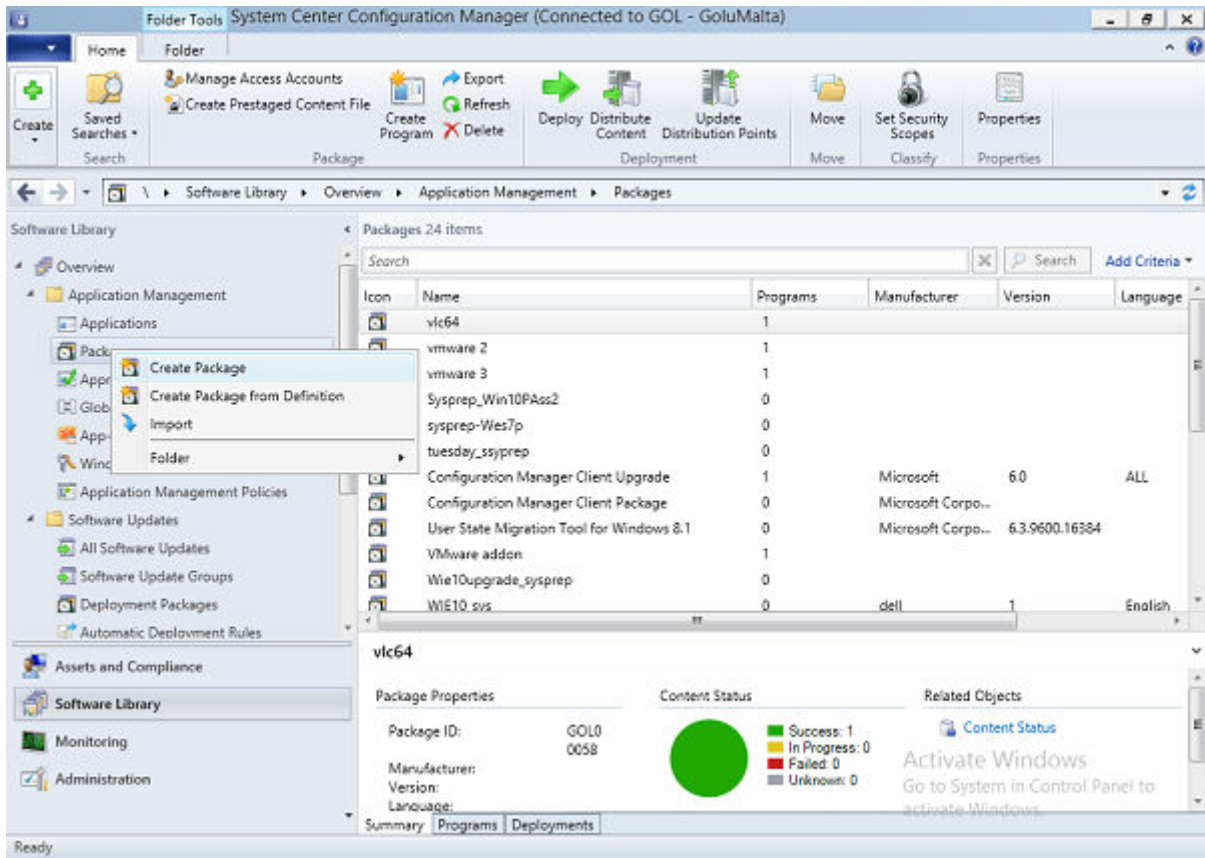 Folder Tools System Center Configuration Manager (Connected to GOL - GoluMalta)
Home Folder
Create
Saved Searches
Search
Manage Access Accounts
Create Prestaged Content File
Create Program
Export
Refresh
Delete
Package
Deploy
Distribute Content
Update Distribution Points
Deployment
Move
Move
Set Security Scopes
Classify
Properties
Properties
\ Software Library Overview Application Management Packages
Software Library
Overview
Application Management
Applications
Pack
Appr
Glob
App-
Wind
Application Management Policies
Software Updates
All Software Updates
Software Update Groups
Deployment Packages
Automatic Deployment Rules
Create Package
Create Package from Definition
Import
Folder
Assets and Compliance
Software Library
Monitoring
Administration
Packages 24 items
Search Search Add Criteria
Icon Name Programs Manufacturer Version Language
vlc64 1
vmware 2 1
vmware 3 1
Sysprep_Win10PAss2 0
sysprep-Wes7p 0
tuesday_ssyprep 0
Configuration Manager Client Upgrade 1 Microsoft 6.0 ALL
Configuration Manager Client Package 0 Microsoft Corpo...
User State Migration Tool for Windows 8.1 0 Microsoft Corpo... 6.3.9600.16384
VMware addon 1
Wie10upgrade_sysprep 0
WIE10 sys 0 dell 1 English
vlc64
Package Properties
Package ID: GOL0
0058
Manufacturer:
Version:
Language:
Content Status
Success: 1
In Progress: 0
Failed: 0
Unknown: 0
Related Objects
Content Status
Activate Windows
Go to System in Control Panel to
activate Windows.
Summary Programs Deployments
Ready